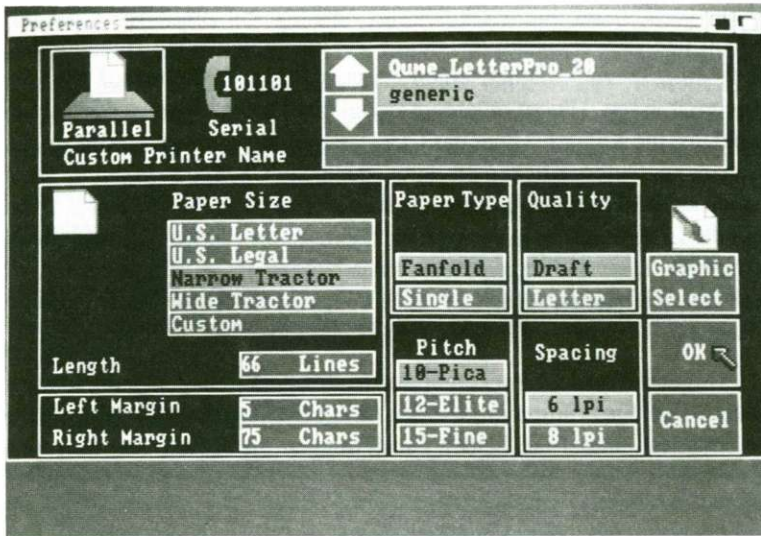 Preferences
101101
Parallel
Serial
Custom Printer Name
Qume_LetterPro_20
generic
Paper Size
U.S. Letter
U.S. Legal
Narrow Tractor
Wide Tractor
Custom
Length
66 Lines
Left Margin
5 Chars
Right Margin
75 Chars
Paper Type
Fanfold
Single
Quality
Draft
Letter
Pitch
10-Pica
12-Elite
15-Fine
Spacing
6 lpi
8 lpi
Graphic
Select
OK
Cancel